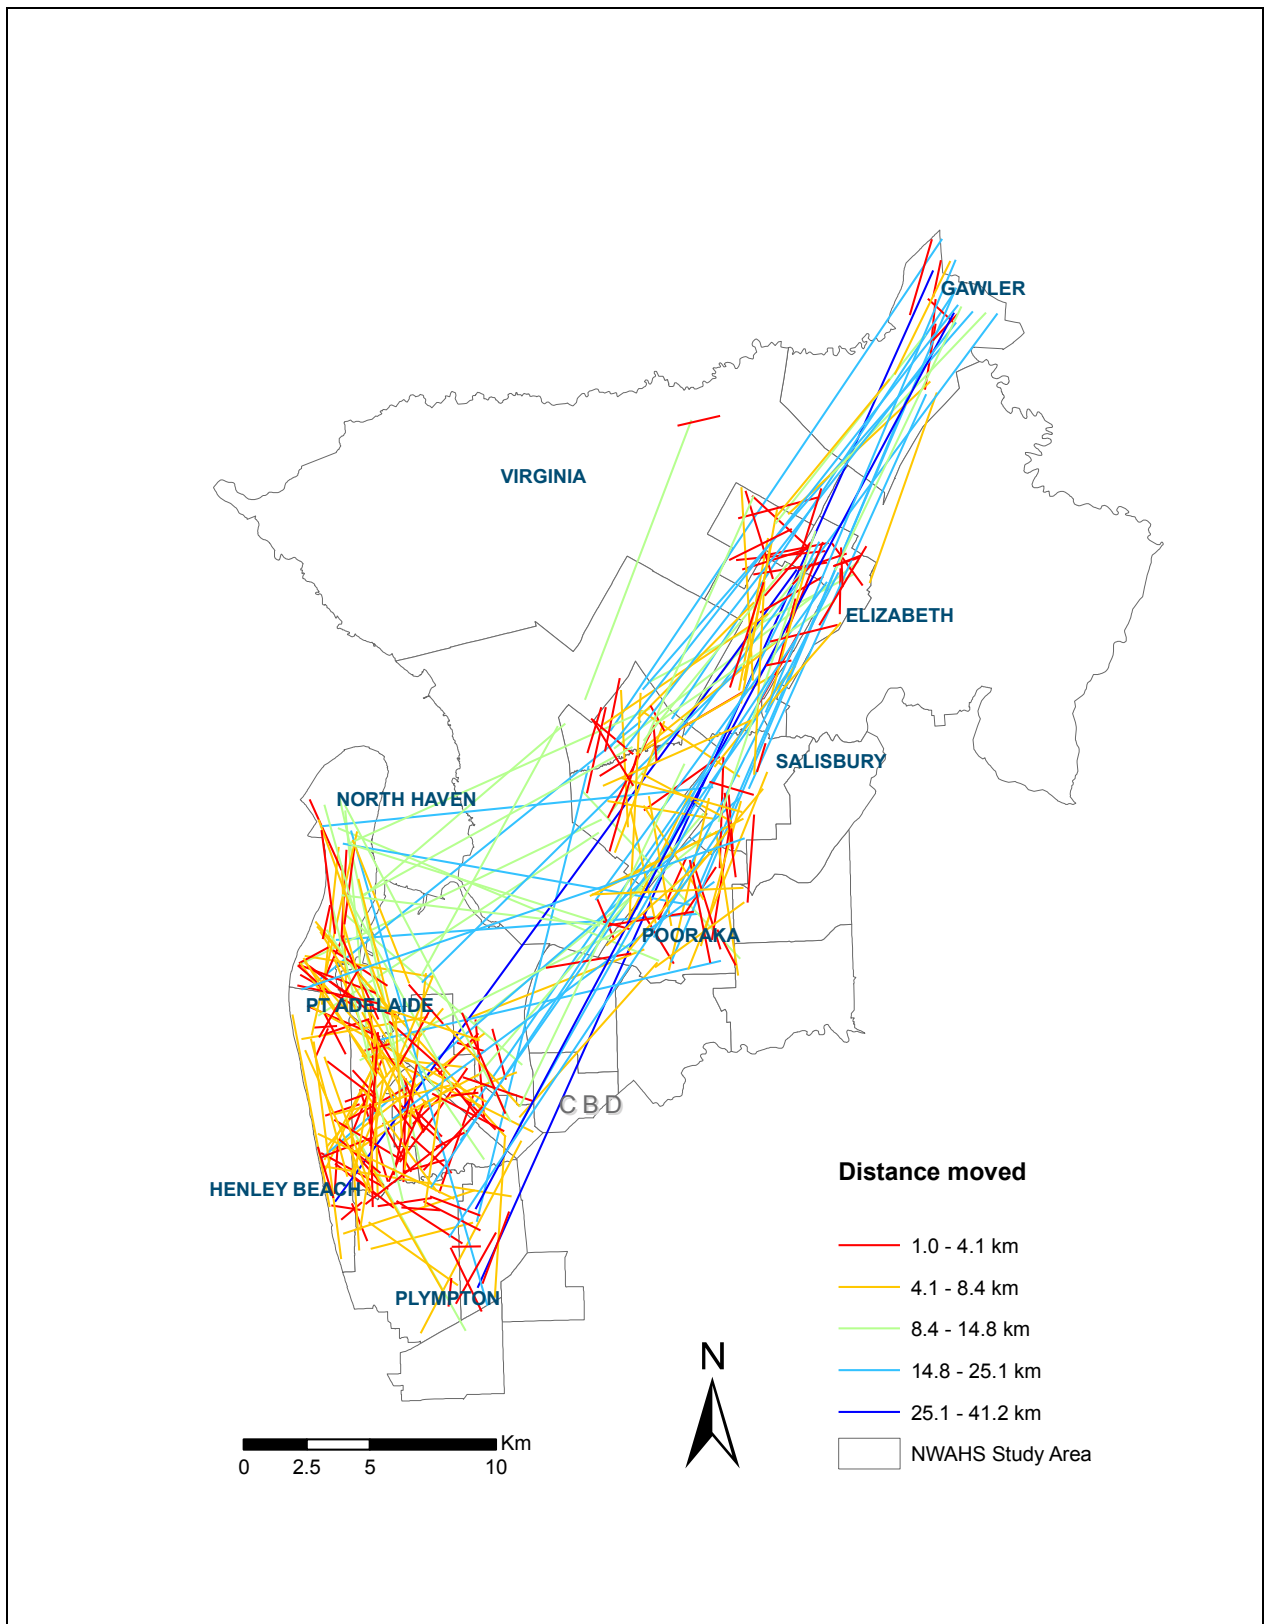 GAWLER
VIRGINIA
ELIZABETH
SALISBURY
NORTH HAVEN
POORAKA
PT ADELAIDE
CBD
HENLEY BEACH
PLYMPTON
Distance moved
1.0 - 4.1 km
4.1 - 8.4 km
8.4 - 14.8 km
14.8 - 25.1 km
25.1 - 41.2 km
NWAHS Study Area
N
Km
0 2.5 5 10